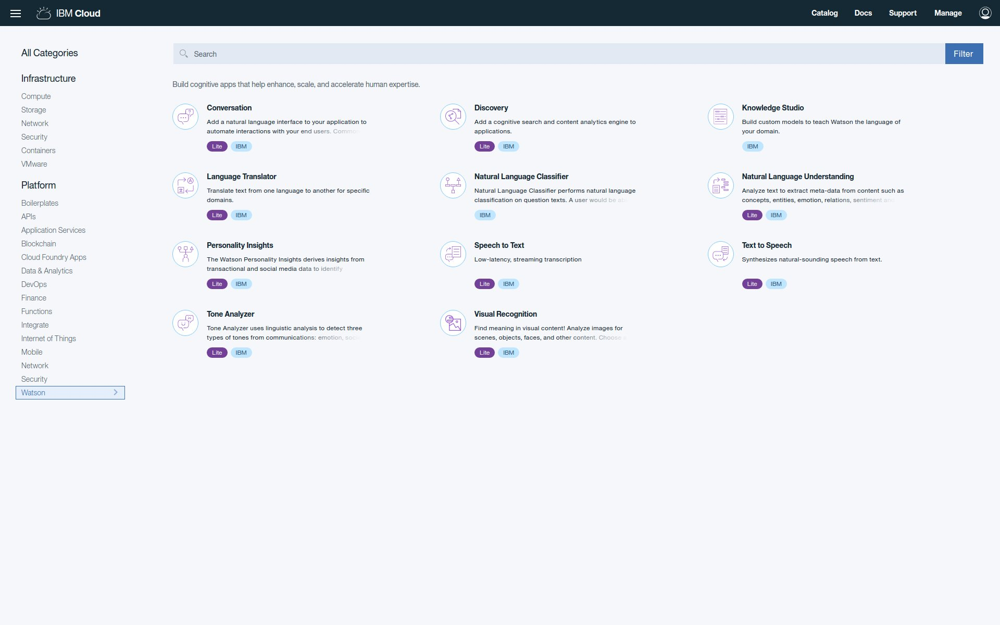 IBM Cloud
Catalog
Docs
Support
Manage
All Categories
Infrastructure
Compute
Storage
Network
Security
Containers
VMware
Platform
Boilerplates
APIs
Application Services
Blockchain
Cloud Foundry Apps
Data & Analytics
DevOps
Finance
Functions
Integrate
Internet of Things
Mobile
Network
Security
Watson
Search
Filter
Build cognitive apps that help enhance, scale, and accelerate human expertise.
Conversation
Add a natural language interface to your application to
automate interactions with your end users. Common
Lite IBM
Discovery
Add a cognitive search and content analytics engine to
applications.
Lite IBM
Knowledge Studio
Build custom models to teach Watson the language of
your domain.
IBM
Language Translator
Translate text from one language to another for specific
domains.
Lite IBM
Natural Language Classifier
Natural Language Classifier performs natural language
classification on question texts. A user would be
IBM
Natural Language Understanding
Analyze text to extract meta-data from content such as
concepts, entities, emotion, relations, sentiment and
Lite IBM
Personality Insights
The Watson Personality Insights derives insights from
transactional and social media data to identify
Lite IBM
Speech to Text
Low-latency, streaming transcription
Lite IBM
Text to Speech
Synthesizes natural-sounding speech from text.
Lite IBM
Tone Analyzer
Tone Analyzer uses linguistic analysis to detect three
types of tones from communications: emotion,
Lite IBM
Visual Recognition
Find meaning in visual content! Analyze images for
scenes, objects, faces, and other content. Choose a
Lite IBM